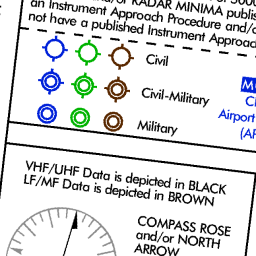 an Instrument Approach Procedure and/o
not have a published Instrument Approac
Civil
Civil-Military
Military
Airport
VHF/UHF Data is depicted in BLACK
LF/MF Data is depicted in BROWN
COMPASS ROSE
and/or NORTH
ARROW